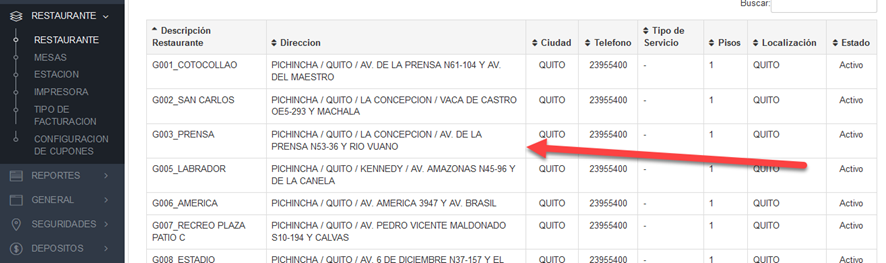 RESTAURANTE
RESTAURANTE
MESAS
ESTACION
IMPRESORA
TIPO DE
FACTURACION
CONFIGURACION
DE CUPONES
REPORTES
GENERAL
SEGURIDADES
DEPOSITOS
Buscar:
Descripción
Restaurante Direccion Ciudad Telefono Tipo de
Servicio Pisos Localización Estado
G001_COTOCOLLAO PICHINCHA / QUITO / AV. DE LA PRENSA N61-104 Y AV. QUITO 23955400 - 1 QUITO Activo
DEL MAESTRO
G002_SAN CARLOS PICHINCHA / QUITO / LA CONCEPCION / VACA DE CASTRO QUITO 23955400 - 1 QUITO Activo
OE5-293 Y MACHALA
G003_PRENSA PICHINCHA / QUITO / LA CONCEPCION / AV. DE LA QUITO 23955400 - 1 QUITO Activo
PRENSA N53-36 Y RIO VUANO
G005_LABRADOR PICHINCHA / QUITO / KENNEDY / AV. AMAZONAS N45-96 Y QUITO 23955400 - 1 QUITO Activo
DE LA CANELA
G006_AMERICA PICHINCHA / QUITO / AV. AMERICA 3947 Y AV. BRASIL QUITO 23955400 - 1 QUITO Activo
G007_RECREO PLAZA PICHINCHA / QUITO / AV. PEDRO VICENTE MALDONADO QUITO 23955400 - 1 QUITO Activo
PATIO C S10-194 Y CALVAS
G008_ESTADIO PICHINCHA / QUITO / AV. 6 DE DICIEMBRE N37-157 Y EL QUITO 23955400 - 1 QUITO Activo